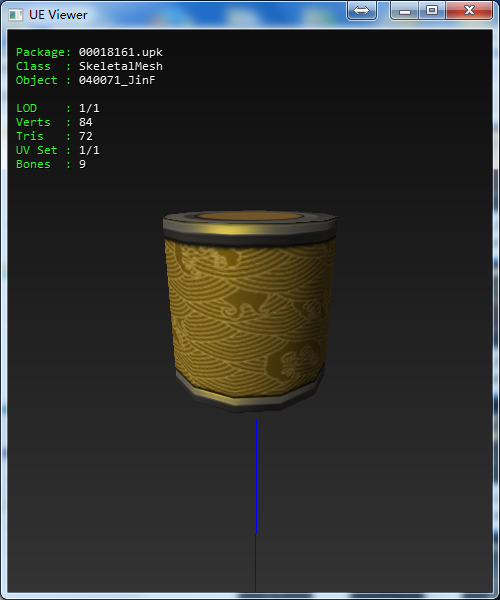 UE Viewer
Package: 00018161.upk
Class : SkeletalMesh
Object : 040071_JinF
LOD : 1/1
Verts : 84
Tris : 72
UV Set : 1/1
Bones : 9